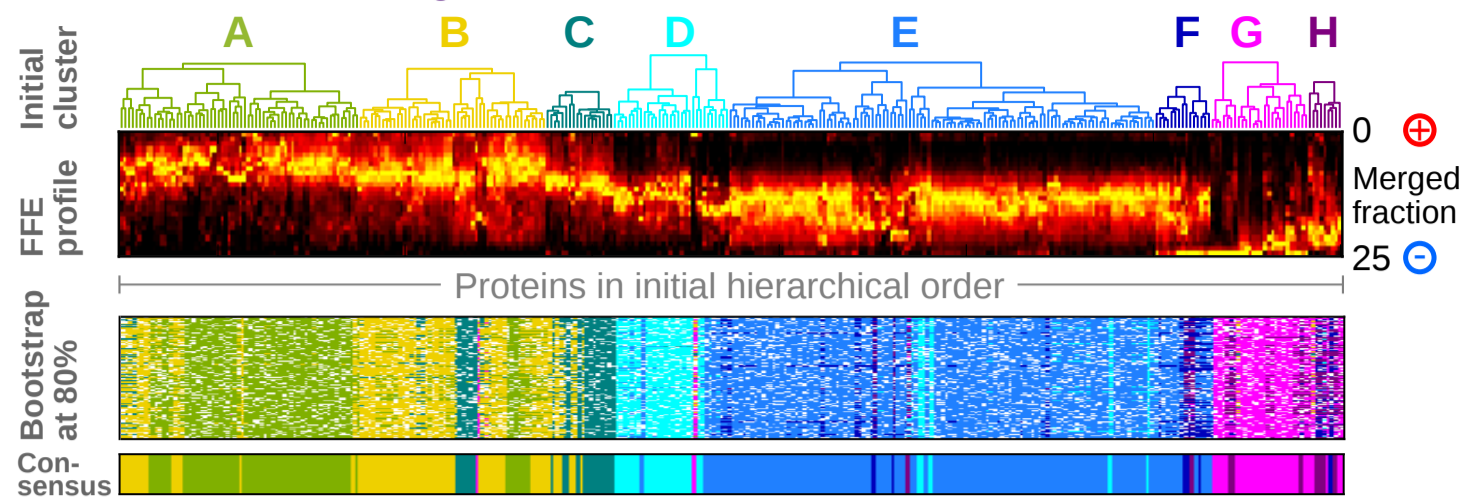 A B C D E F G H
Initial
cluster
FFE
profile
0 +
Merged
fraction
25 -
Proteins in initial hierarchical order
Bootstrap
at 80%
Con-
sensus